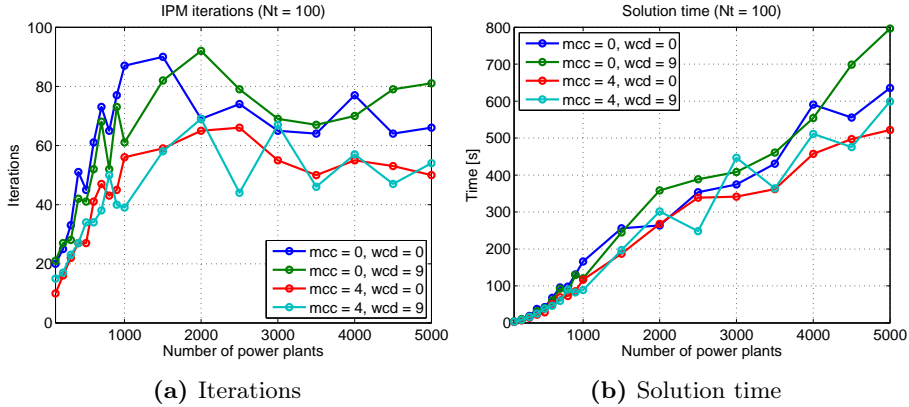 IPM iterations (Nt = 100)
100
80
60
40
20
0
Iterations
1000 2000 3000 4000 5000
Number of power plants
mcc = 0, wcd = 0
mcc = 0, wcd = 9
mcc = 4, wcd = 0
mcc = 4, wcd = 9
(a) Iterations
Solution time (Nt = 100)
800
700
600
500
400
300
200
100
0
Time [s]
1000 2000 3000 4000 5000
Number of power plants
mcc = 0, wcd = 0
mcc = 0, wcd = 9
mcc = 4, wcd = 0
mcc = 4, wcd = 9
(b) Solution time